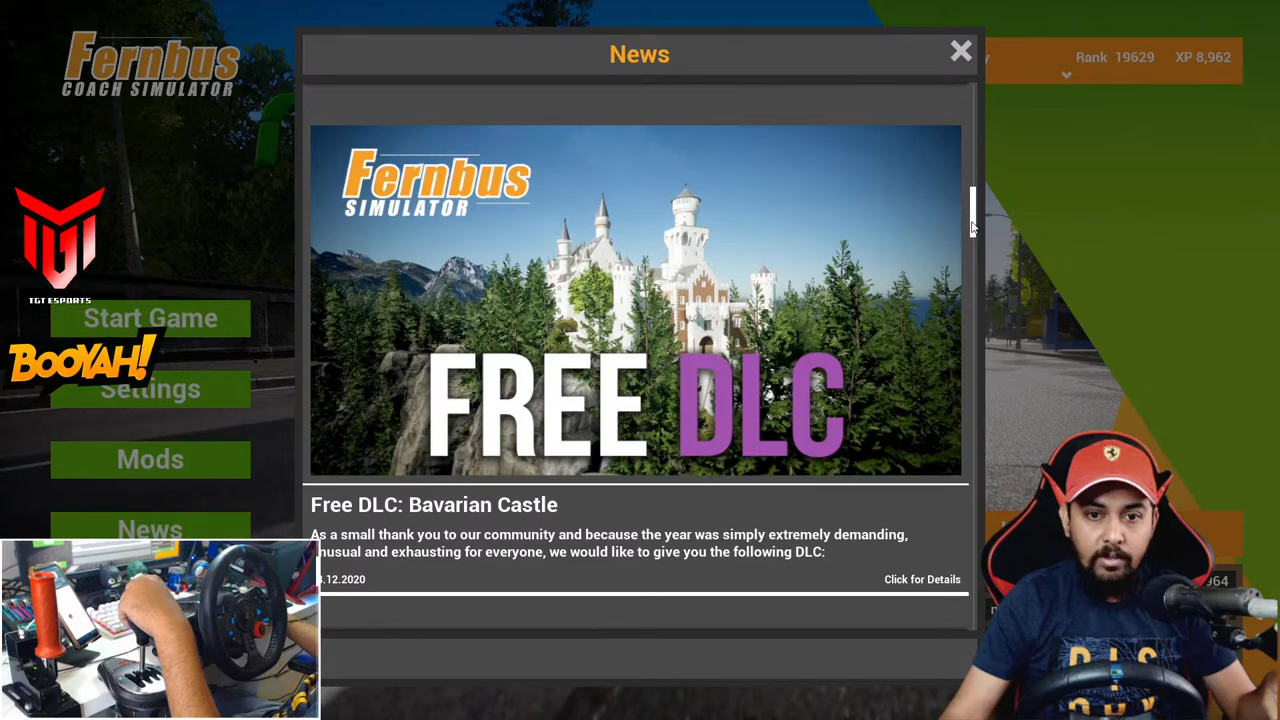 Fernbus
COACH SIMULATOR
News
Rank 19629 XP 8,962
Fernbus
SIMULATOR
FREE DLC
TGT ESPORTS
Start Game
BOOYAH!
Settings
Mods
News
Free DLC: Bavarian Castle
As a small thank you to our community and because the year was simply extremely demanding,
and exhausting for everyone, we would like to give you the following DLC:
.12.2020
Click for Details